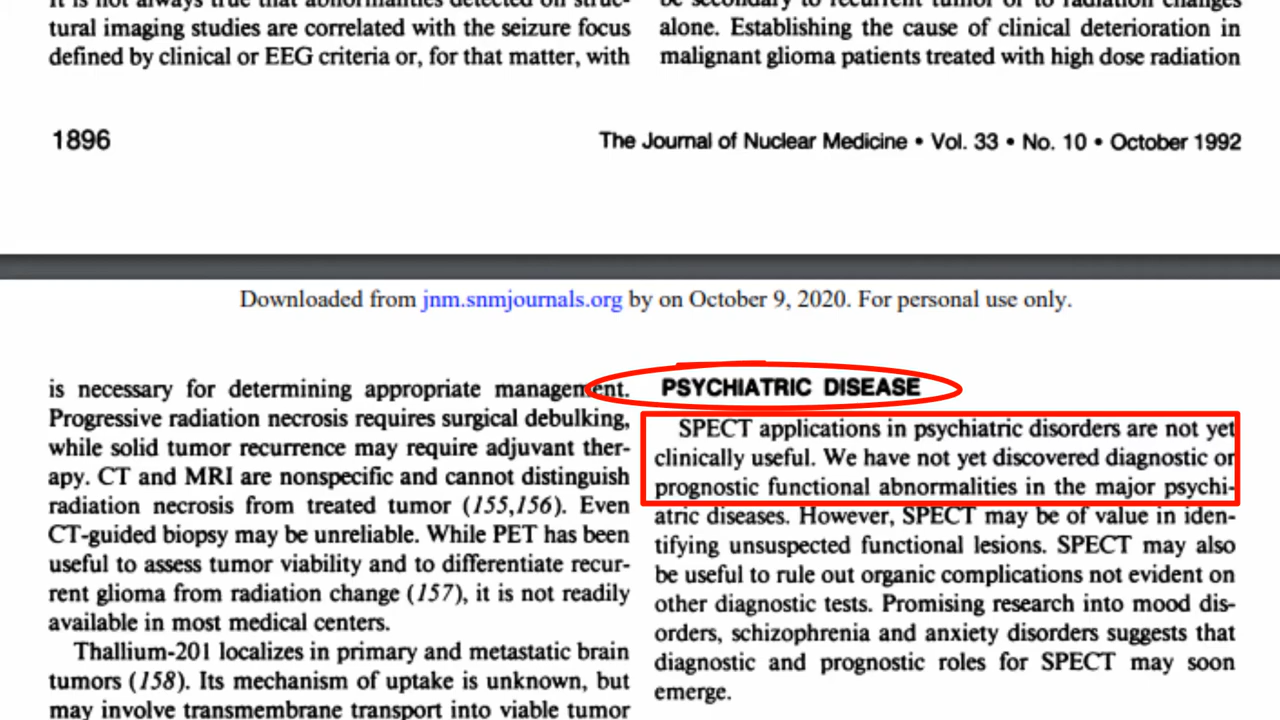 It is not always true that abnormalities detected on struc-
tural imaging studies are correlated with the seizure focus
defined by clinical or EEG criteria or, for that matter, with
be secondary to recurrent tumor or to radiation changes
alone. Establishing the cause of clinical deterioration in
malignant glioma patients treated with high dose radiation
1896
The Journal of Nuclear Medicine • Vol. 33 • No. 10 • October 1992
Downloaded from jnm.snmjournals.org by on October 9, 2020. For personal use only.
is necessary for determining appropriate management.
Progressive radiation necrosis requires surgical debulking,
while solid tumor recurrence may require adjuvant ther-
apy. CT and MRI are nonspecific and cannot distinguish
radiation necrosis from treated tumor (155,156). Even
CT-guided biopsy may be unreliable. While PET has been
useful to assess tumor viability and to differentiate recur-
rent glioma from radiation change (157), it is not readily
available in most medical centers.
Thallium-201 localizes in primary and metastatic brain
tumors (158). Its mechanism of uptake is unknown, but
may involve transmembrane transport into viable tumor
PSYCHIATRIC DISEASE
SPECT applications in psychiatric disorders are not yet
clinically useful. We have not yet discovered diagnostic or
prognostic functional abnormalities in the major psychi-
atric diseases. However, SPECT may be of value in iden-
tifying unsuspected functional lesions. SPECT may also
be useful to rule out organic complications not evident on
other diagnostic tests. Promising research into mood dis-
orders, schizophrenia and anxiety disorders suggests that
diagnostic and prognostic roles for SPECT may soon
emerge.